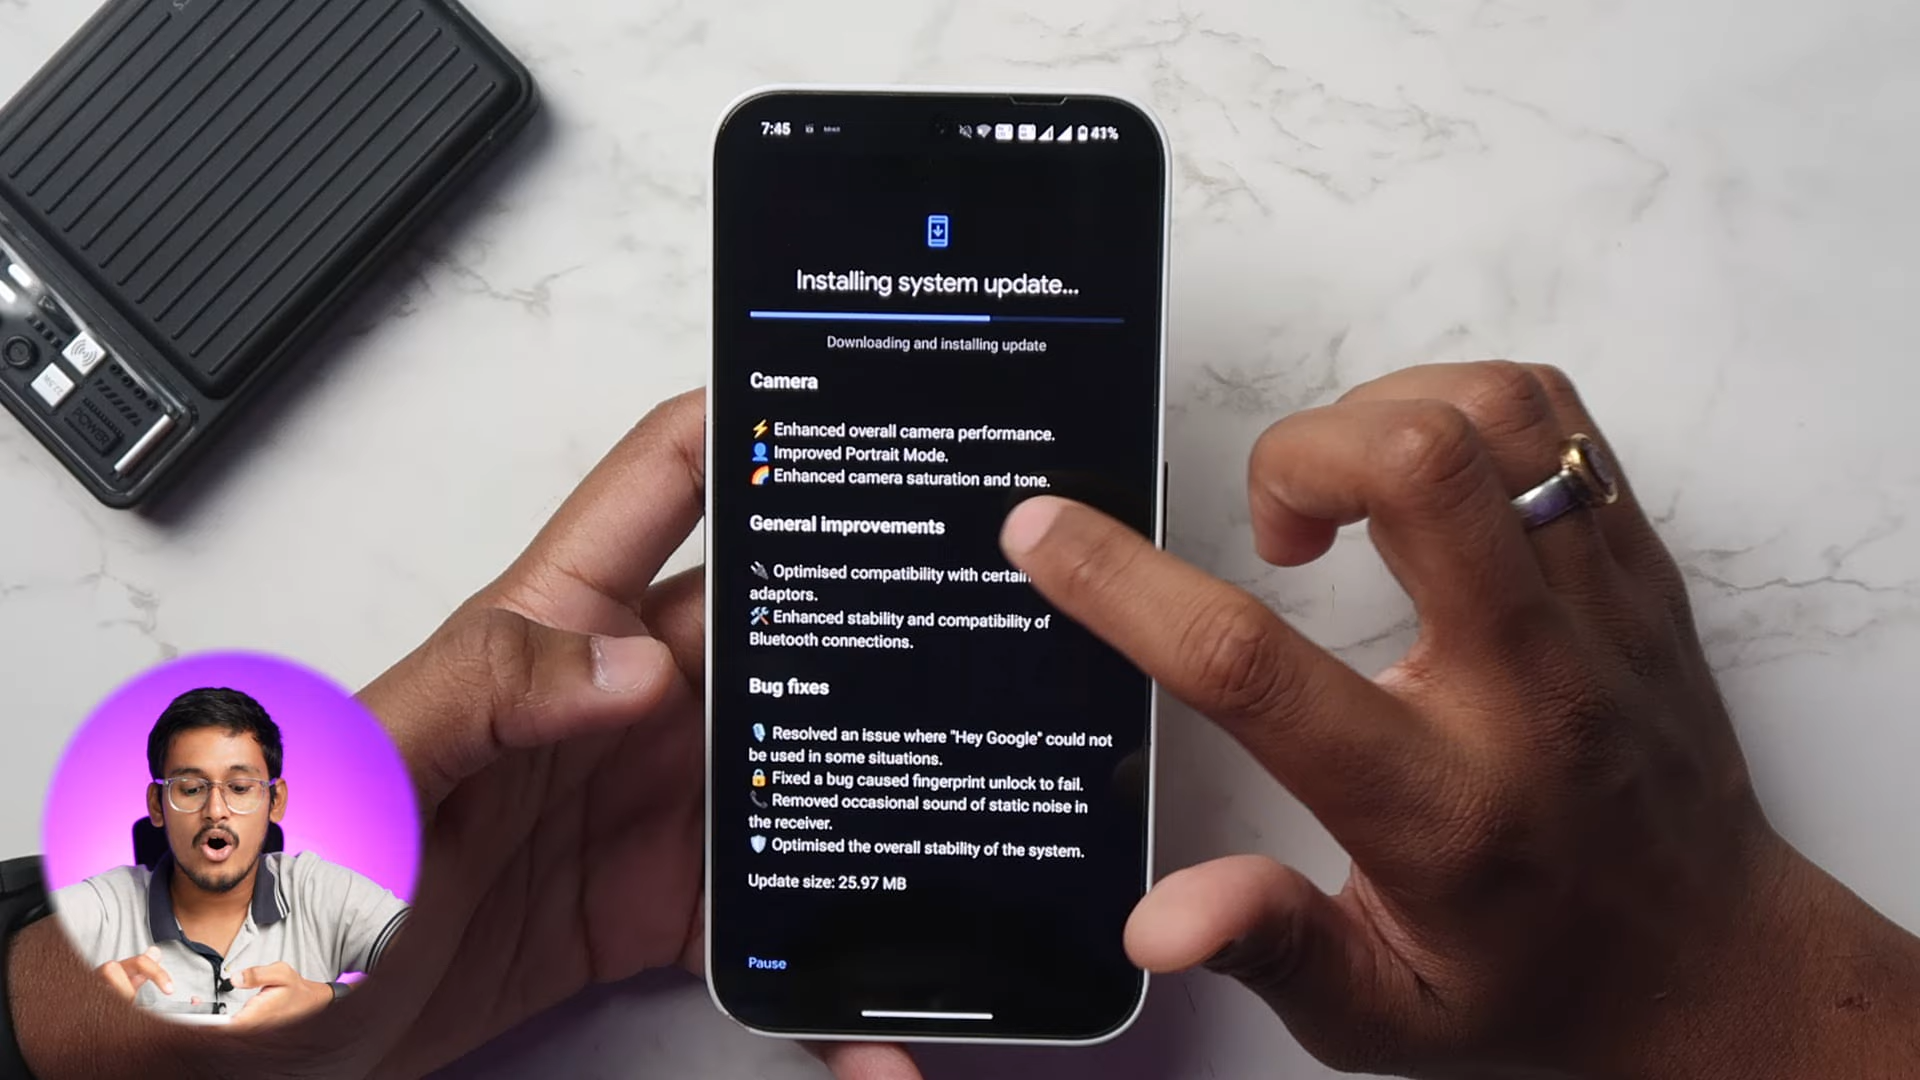 7:45
41%
Installing system update...
Downloading and installing update
Camera
⚡ Enhanced overall camera performance.
👤 Improved Portrait Mode.
🌈 Enhanced camera saturation and tone.
General improvements
🔌 Optimised compatibility with certain
adaptors.
🛠 Enhanced stability and compatibility of
Bluetooth connections.
Bug fixes
🎙 Resolved an issue where "Hey Google" could not
be used in some situations.
🔒 Fixed a bug caused fingerprint unlock to fail.
📞 Removed occasional sound of static noise in
the receiver.
🛡 Optimised the overall stability of the system.
Update size: 25.97 MB
Pause
POWER